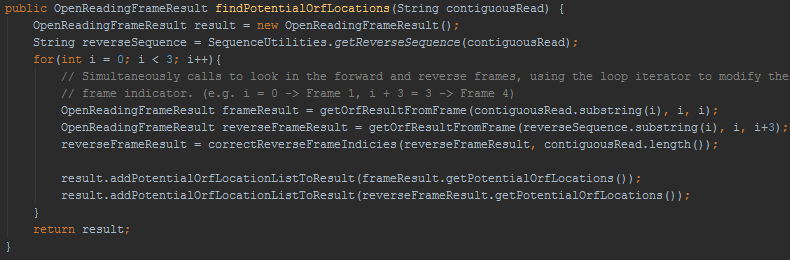 public OpenReadingFrameResult findPotentialOrfLocations(String contiguousRead) {
    OpenReadingFrameResult result = new OpenReadingFrameResult();
    String reverseSequence = SequenceUtilities.getReverseSequence(contiguousRead);
    for(int i = 0; i < 3; i++){
        // Simultaneously calls to look in the forward and reverse frames, using the loop iterator to modify the
        // frame indicator. (e.g. i = 0 -> Frame 1, i + 3 = 3 -> Frame 4)
        OpenReadingFrameResult frameResult = getOrfResultFromFrame(contiguousRead.substring(i), i, i);
        OpenReadingFrameResult reverseFrameResult = getOrfResultFromFrame(reverseSequence.substring(i), i, i+3);
        reverseFrameResult = correctReverseFrameIndicies(reverseFrameResult, contiguousRead.length());

        result.addPotentialOrfLocationListToResult(frameResult.getPotentialOrfLocations());
        result.addPotentialOrfLocationListToResult(reverseFrameResult.getPotentialOrfLocations());
    }
    return result;
}